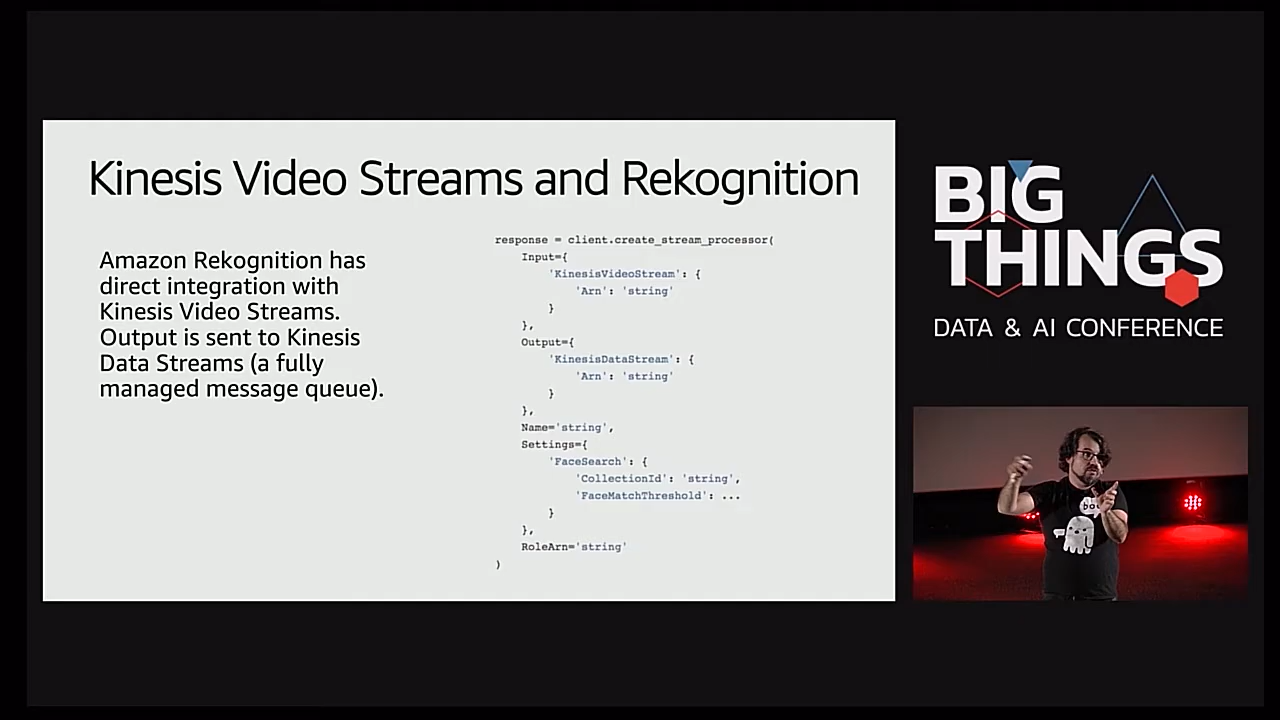 Kinesis Video Streams and Rekognition
Amazon Rekognition has
direct integration with
Kinesis Video Streams.
Output is sent to Kinesis
Data Streams (a fully
managed message queue).
response = client.create_stream_processor(
Input={
'KinesisVideoStream': {
'Arn': 'string'
}
},
Output={
'KinesisDataStream': {
'Arn': 'string'
}
},
Name='string',
Settings={
'FaceSearch': {
'CollectionId': 'string',
'FaceMatchThreshold': ...
}
},
RoleArn='string'
)
BIG
THINGS
DATA & AI CONFERENCE